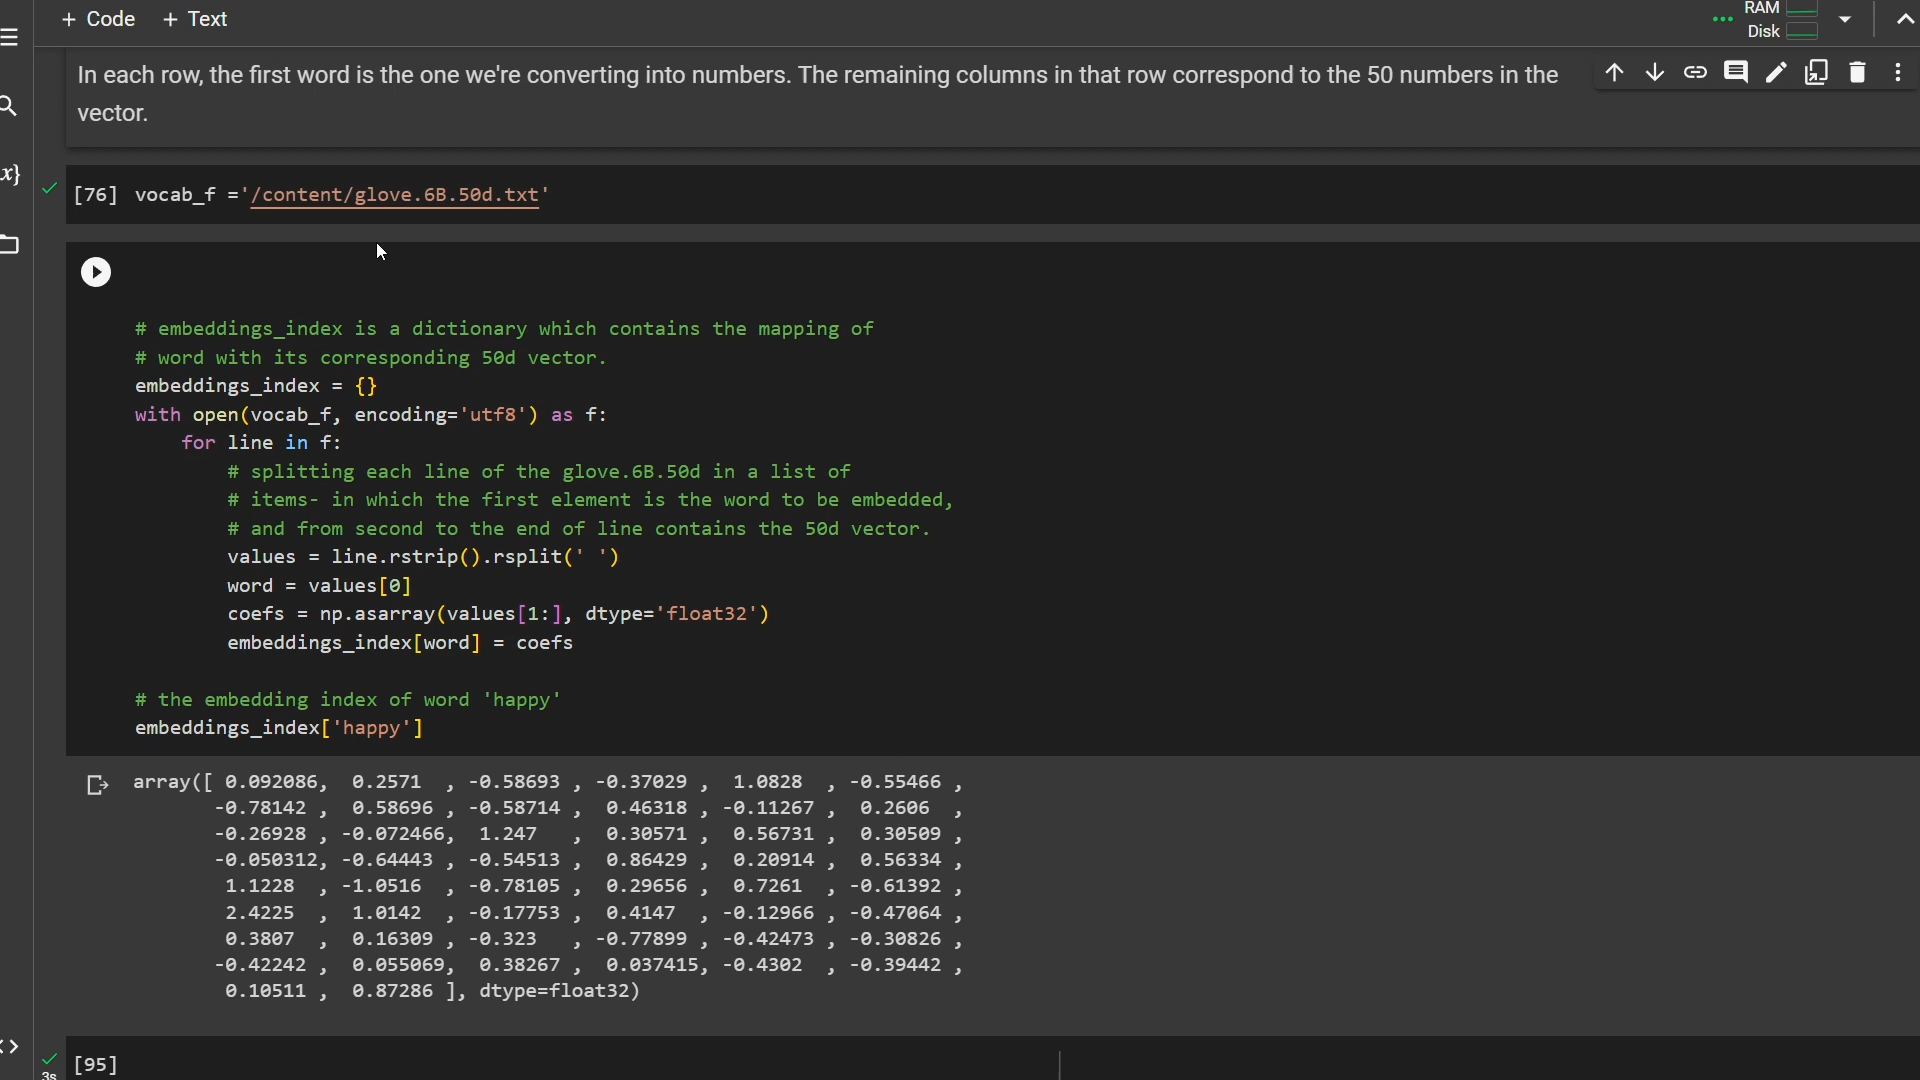 + Code + Text
RAM
Disk
In each row, the first word is the one we're converting into numbers. The remaining columns in that row correspond to the 50 numbers in the
vector.
{x}
[76] vocab_f ='/content/glove.6B.50d.txt'
# embeddings_index is a dictionary which contains the mapping of
# word with its corresponding 50d vector.
embeddings_index = {}
with open(vocab_f, encoding='utf8') as f:
for line in f:
# splitting each line of the glove.6B.50d in a list of
# items- in which the first element is the word to be embedded,
# and from second to the end of line contains the 50d vector.
values = line.rstrip().rsplit(' ')
word = values[0]
coefs = np.asarray(values[1:], dtype='float32')
embeddings_index[word] = coefs
# the embedding index of word 'happy'
embeddings_index['happy']
array([ 0.092086, 0.2571 , -0.58693 , -0.37029 , 1.0828 , -0.55466 ,
-0.78142 , 0.58696 , -0.58714 , 0.46318 , -0.11267 , 0.2606 ,
-0.26928 , -0.072466, 1.247 , 0.30571 , 0.56731 , 0.30509 ,
-0.050312, -0.64443 , -0.54513 , 0.86429 , 0.20914 , 0.56334 ,
1.1228 , -1.0516 , -0.78105 , 0.29656 , 0.7261 , -0.61392 ,
2.4225 , 1.0142 , -0.17753 , 0.4147 , -0.12966 , -0.47064 ,
0.3807 , 0.16309 , -0.323 , -0.77899 , -0.42473 , -0.30826 ,
-0.42242 , 0.055069, 0.38267 , 0.037415, -0.4302 , -0.39442 ,
0.10511 , 0.87286 ], dtype=float32)
[95]
3s